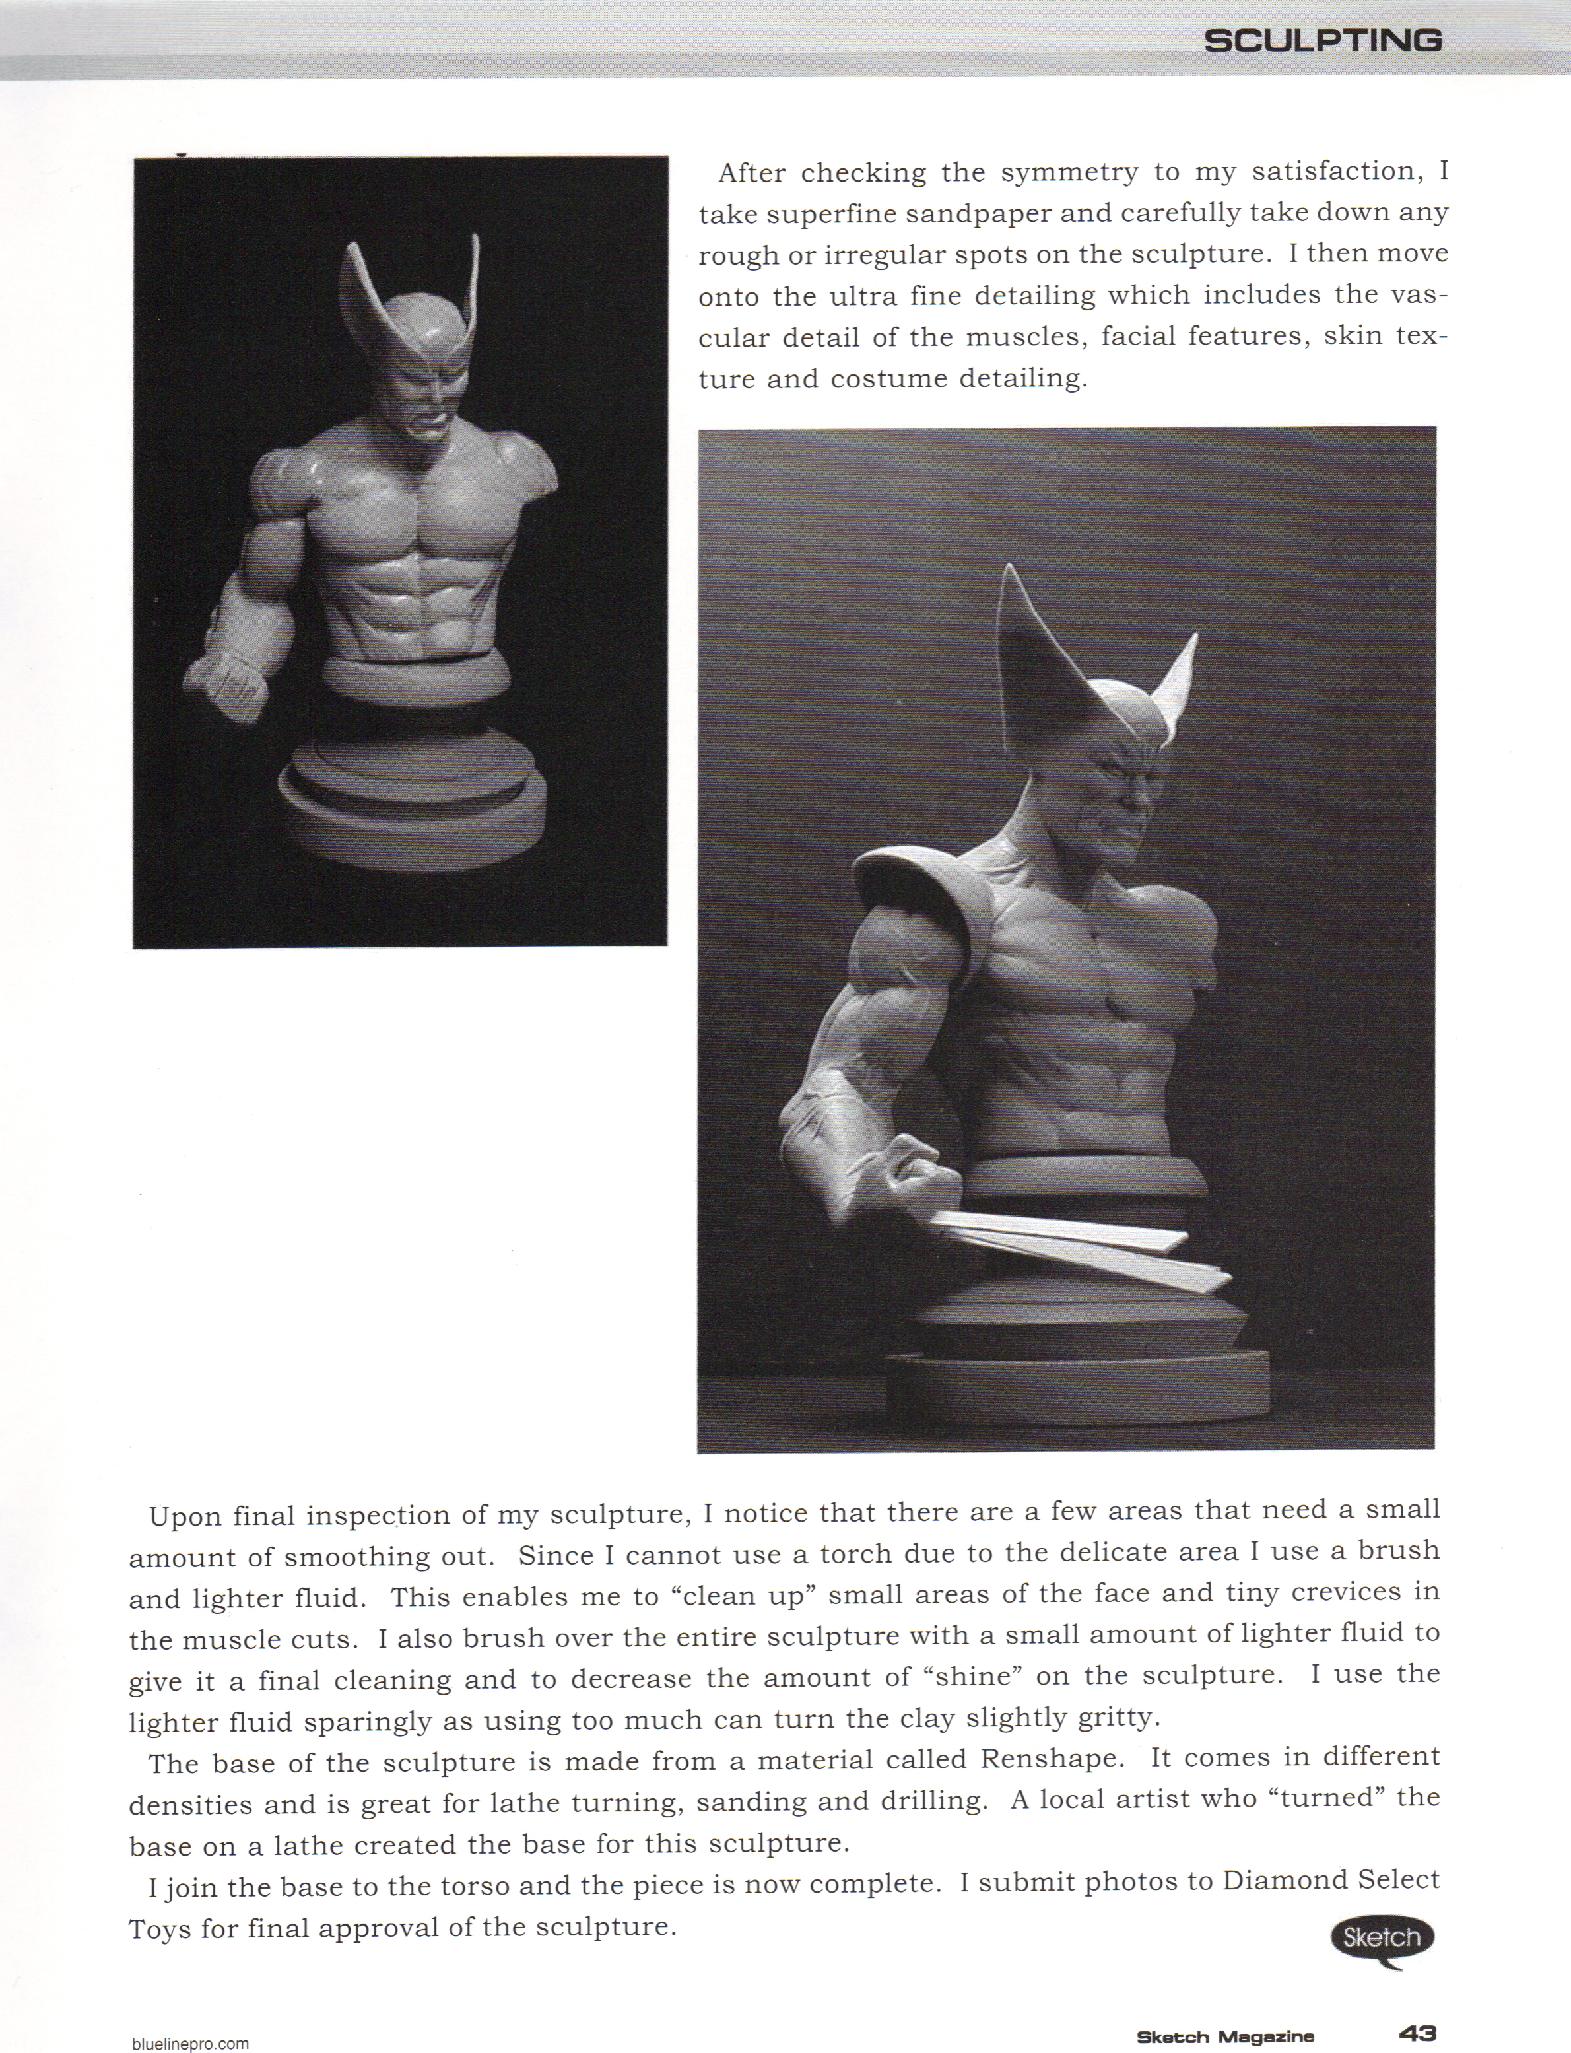 SCULPTING
After checking the symmetry to my satisfaction, I
take superfine sandpaper and carefully take down any
rough or irregular spots on the sculpture. I then move
onto the ultra fine detailing which includes the vas-
cular detail of the muscles, facial features, skin tex-
ture and costume detailing.
Upon final inspection of my sculpture, I notice that there are a few areas that need a small
amount of smoothing out. Since I cannot use a torch due to the delicate area I use a brush
and lighter fluid. This enables me to “clean up” small areas of the face and tiny crevices in
the muscle cuts. I also brush over the entire sculpture with a small amount of lighter fluid to
give it a final cleaning and to decrease the amount of “shine” on the sculpture. I use the
lighter fluid sparingly as using too much can turn the clay slightly gritty.
The base of the sculpture is made from a material called Renshape. It comes in different
densities and is great for lathe turning, sanding and drilling. A local artist who “turned” the
base on a lathe created the base for this sculpture.
I join the base to the torso and the piece is now complete. I submit photos to Diamond Select
Toys for final approval of the sculpture.
Sketch
bluelinepro.com
Sketch Magazine 43